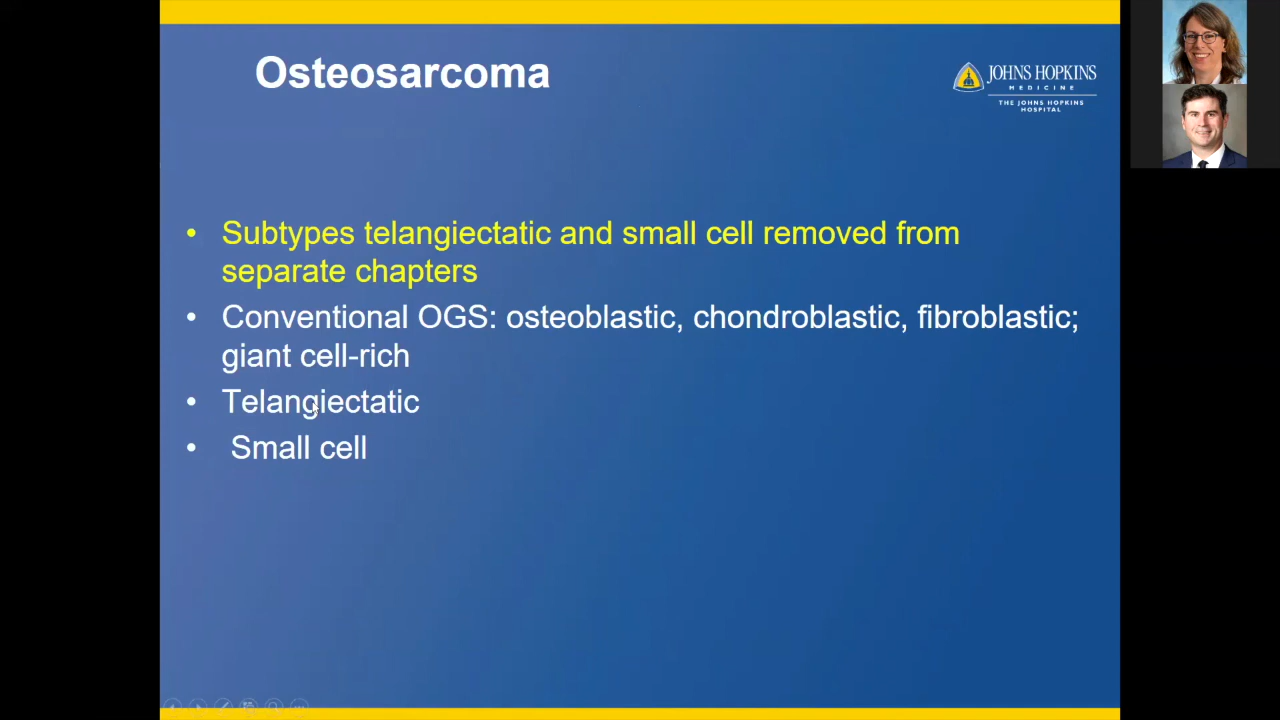 Osteosarcoma
JOHNS HOPKINS
MEDICINE
THE JOHNS HOPKINS
HOSPITAL
• Subtypes telangiectatic and small cell removed from
separate chapters
• Conventional OGS: osteoblastic, chondroblastic, fibroblastic;
giant cell-rich
• Telangiectatic
• Small cell